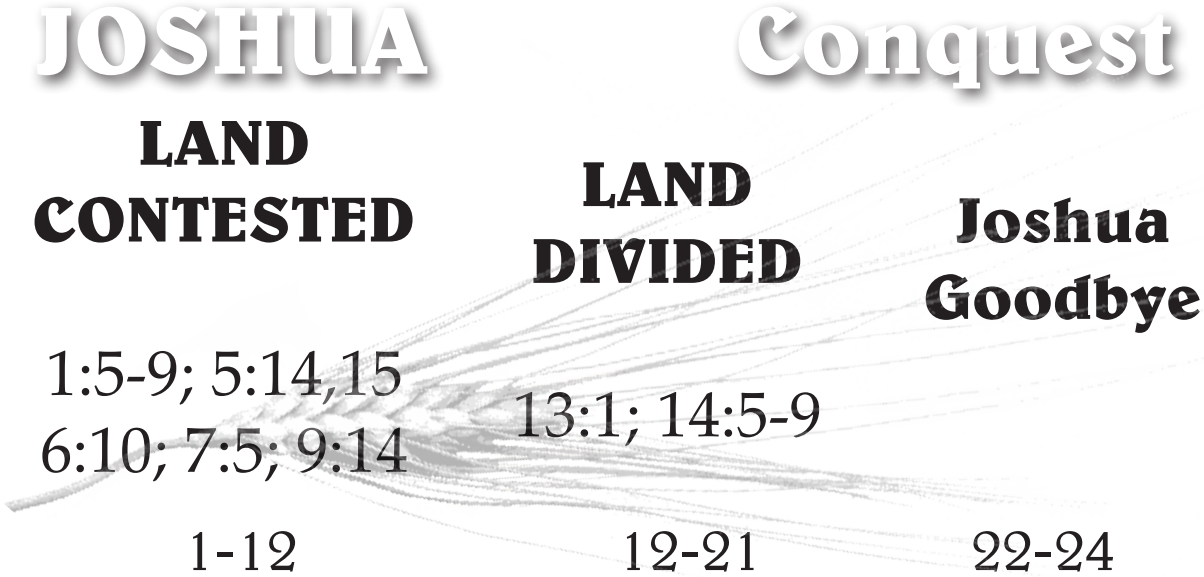 JOSHUA
Conquest
LAND
CONTESTED
LAND
DIVIDED
Joshua
Goodbye
1:5-9; 5:14,15
6:10; 7:5; 9:14
13:1; 14:5-9
1-12
12-21
22-24